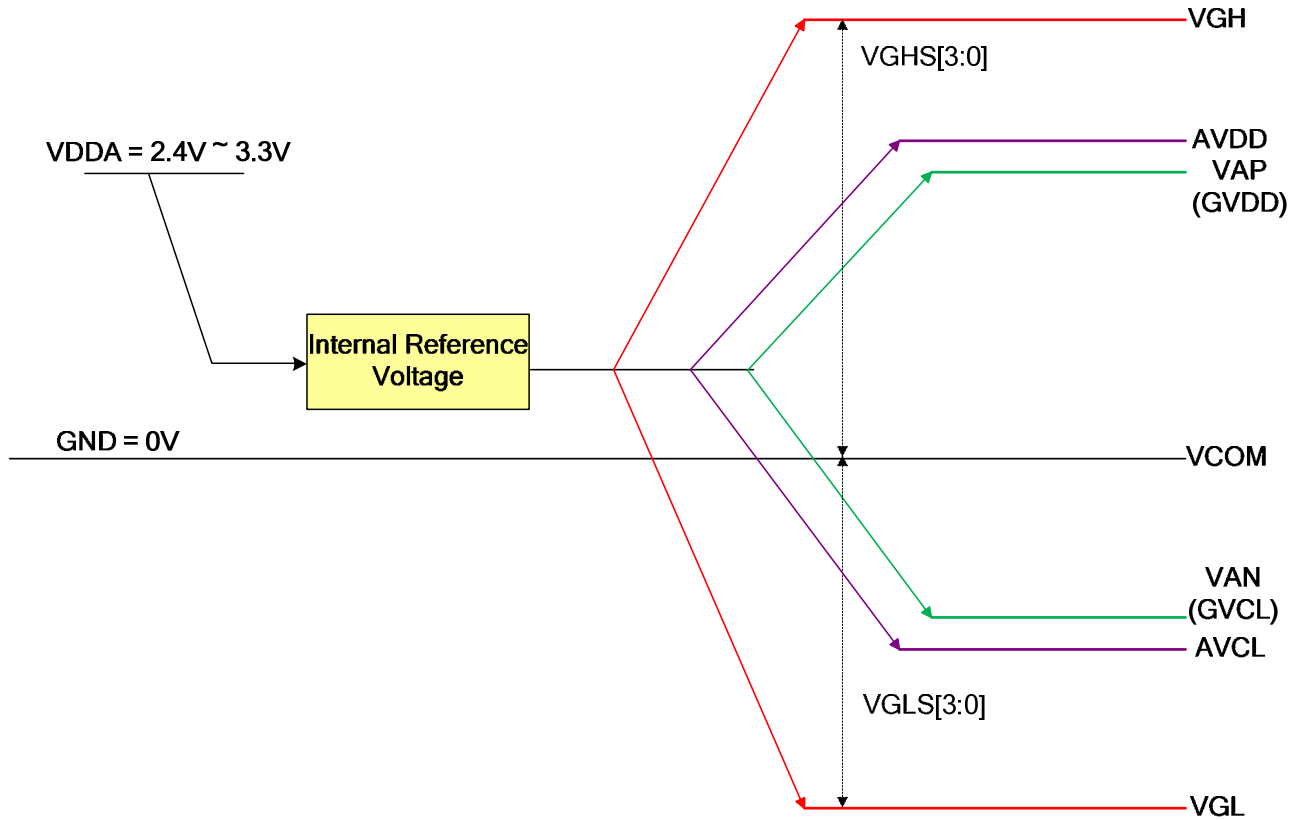 VGH
VGHS[3:0]
VDDA = 2.4V ~ 3.3V
AVDD
VAP
(GVDD)
Internal Reference
Voltage
GND = 0V
VCOM
VAN
(GVCL)
AVCL
VGLS[3:0]
VGL